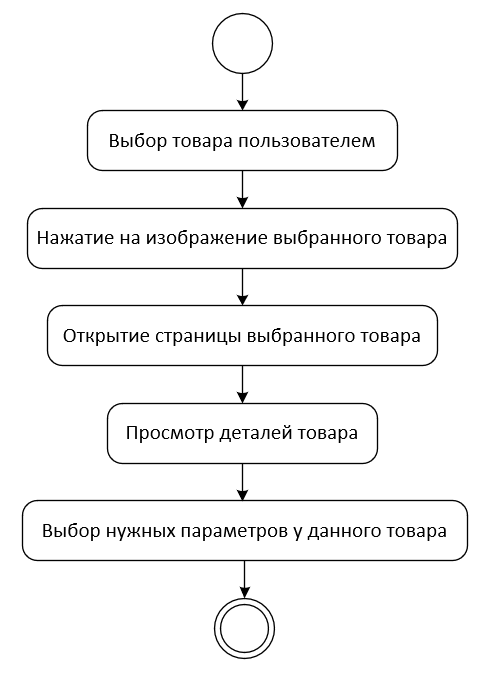 Выбор товара пользователем
Нажатие на изображение выбранного товара
Открытие страницы выбранного товара
Просмотр деталей товара
Выбор нужных параметров у данного товара